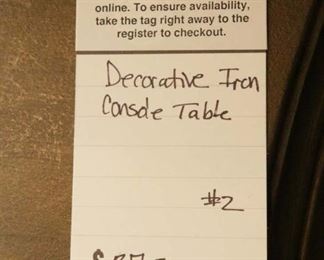 online. To ensure availability,
take the tag right away to the
register to checkout.
Decorative Iron
Console Table
#2
$